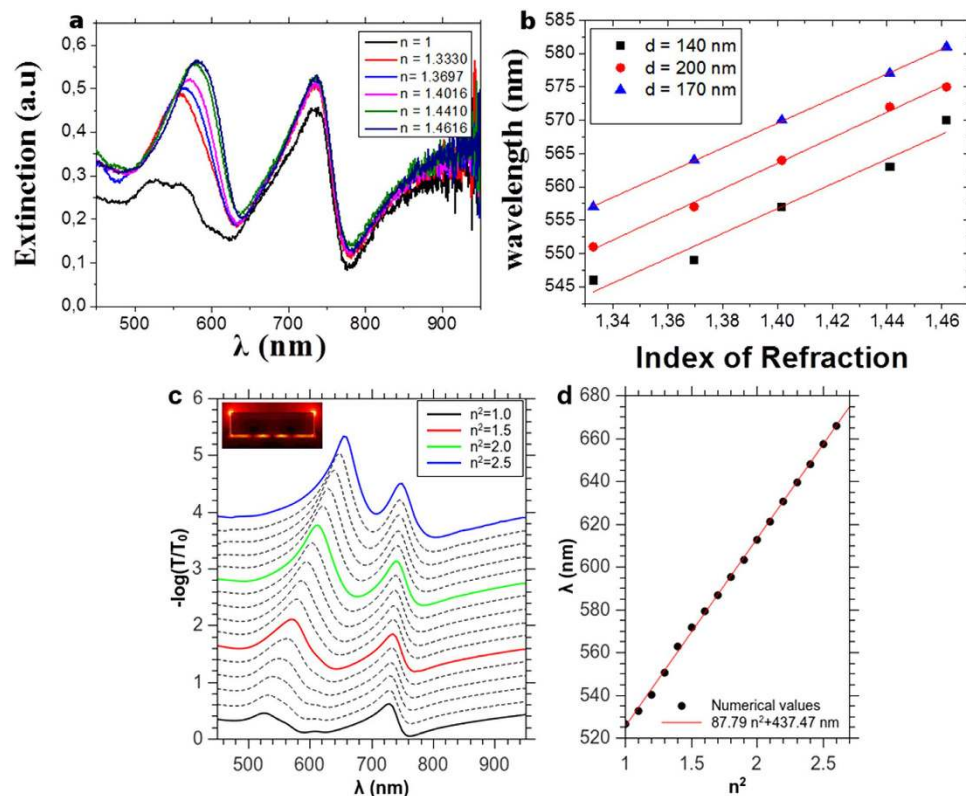 a
Extinction (a.u)
0,6
0,5
0,4
0,3
0,2
0,1
0,0
n = 1
n = 1.3330
n= 1.3697
n = 1.4016
n = 1.4410
n = 1.4616
500 600 700 800 900
λ (nm)
b
wavelength (nm)
585
580
575
570
565
560
555
550
545
d = 140 nm
d = 200 nm
d = 170 nm
1,34 1,36 1,38 1,40 1,42 1,44 1,46
Index of Refraction
c
-log(T/T₀)
6
5
4
3
2
1
0
n²=1.0
n²=1.5
n²=2.0
n²=2.5
500 600 700 800 900
λ (nm)
d
λ (nm)
680
660
640
620
600
580
560
540
520
Numerical values
87.79 n²+437.47 nm
1 1.5 2 2.5
n²